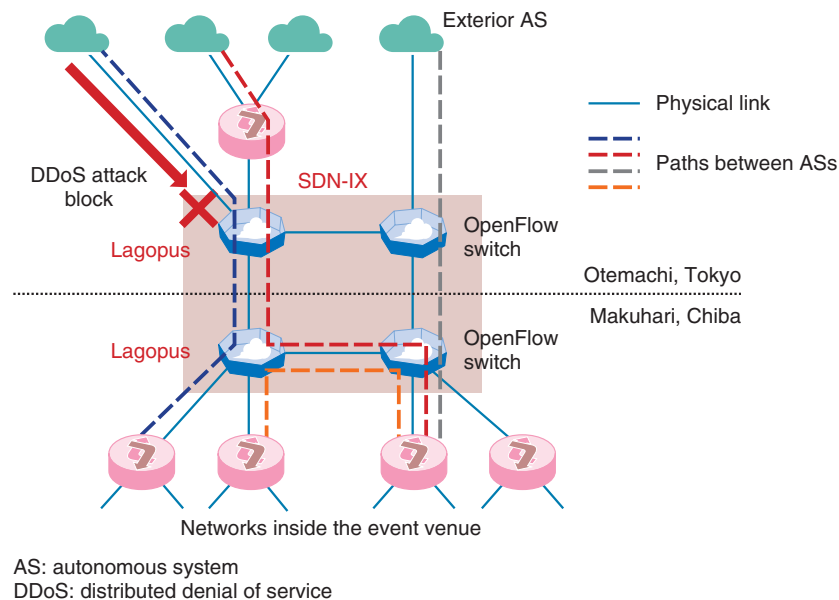 Exterior AS
Physical link
Paths between ASs
DDoS attack
block
SDN-IX
Lagopus
OpenFlow
switch
Otemachi, Tokyo
Makuhari, Chiba
Lagopus
OpenFlow
switch
Networks inside the event venue
AS: autonomous system
DDoS: distributed denial of service